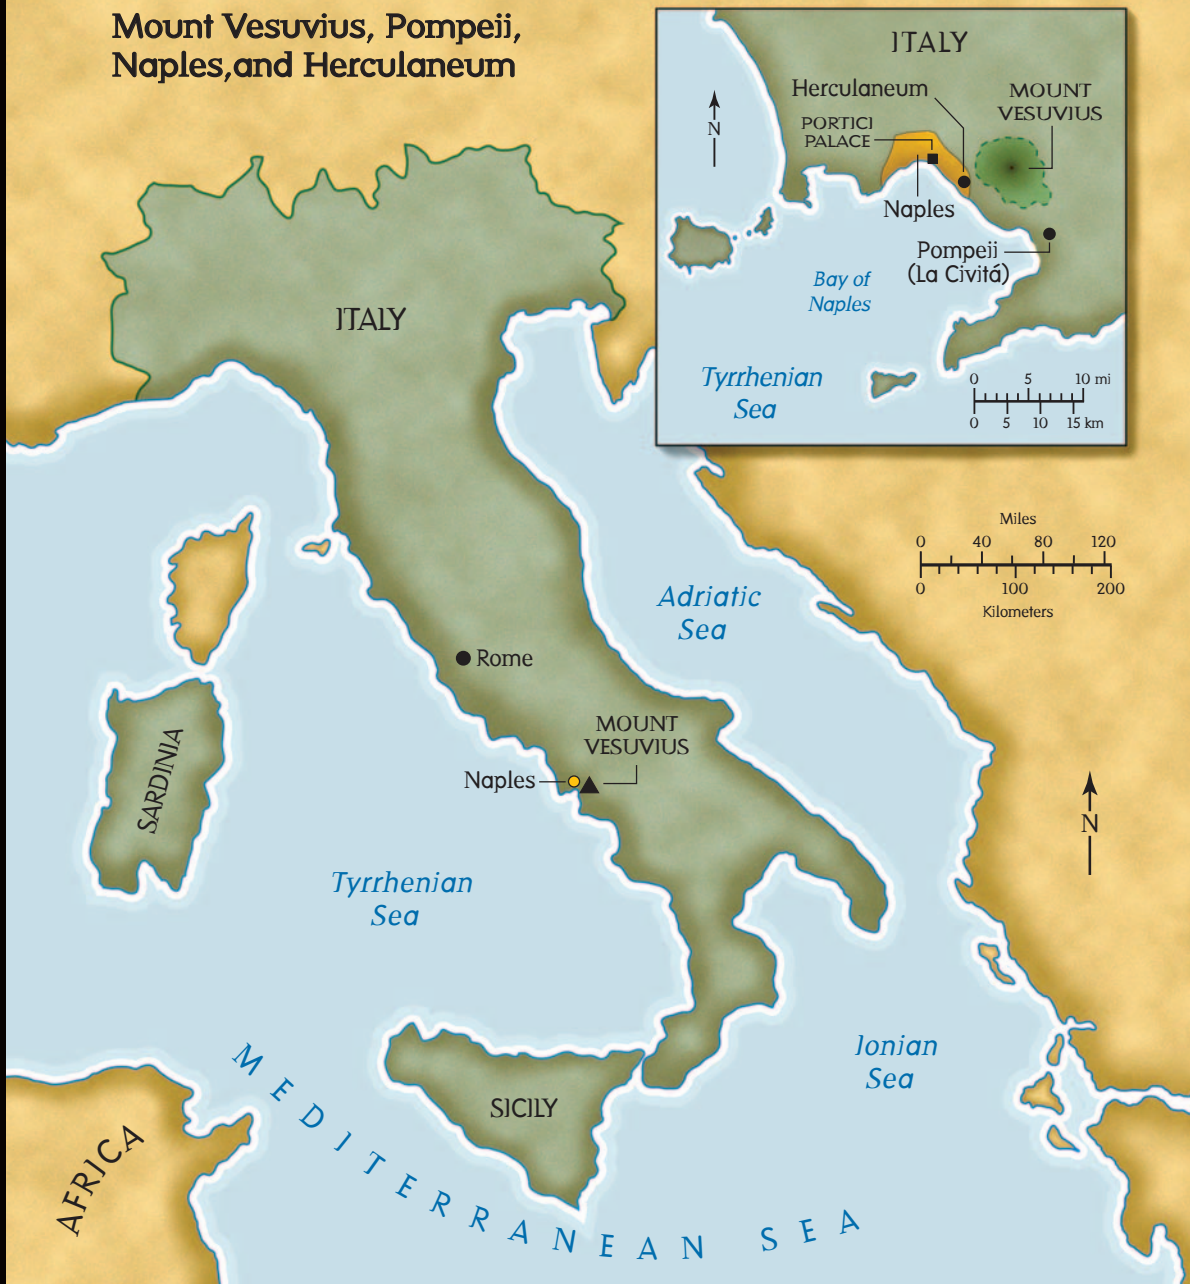 Mount Vesuvius, Pompeii,
Naples,and Herculaneum
ITALY
Herculaneum
MOUNT
VESUVIUS
PORTICI
PALACE
N
Naples
Pompeii
(La Civitá)
Bay of
Naples
Tyrrhenian
Sea
0 5 10 mi
0 5 10 15 km
ITALY
Miles
0 40 80 120
0 100 200
Kilometers
Adriatic
Sea
Rome
MOUNT
VESUVIUS
Naples
SARDINIA
N
Tyrrhenian
Sea
Ionian
Sea
SICILY
AFRICA
MEDITERRANEAN SEA